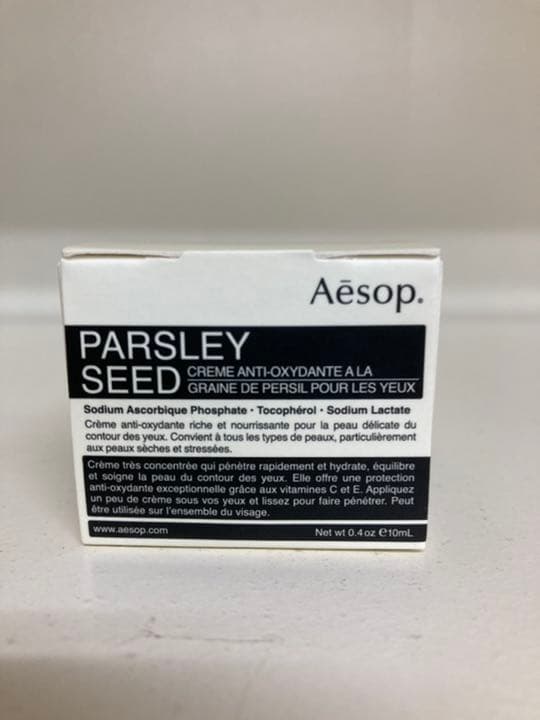 Aēsop.
PARSLEY
SEED CREME ANTI-OXYDANTE A LA
GRAINE DE PERSIL POUR LES YEUX
Sodium Ascorbique Phosphate · Tocophérol · Sodium Lactate
Crème anti-oxydante riche et nourrissante pour la peau délicate du
contour des yeux. Convient à tous les types de peaux, particulièrement
aux peaux sèches et stressées.
Crème très concentrée qui pénètre rapidement et hydrate, équilibre
et soigne la peau du contour des yeux. Elle offre une protection
anti-oxydante exceptionnelle grâce aux vitamines C et E. Appliquez
un peu de crème sous vos yeux et lissez pour faire pénétrer. Peut
être utilisée sur l'ensemble du visage.
www.aesop.com Net wt 0.4oz ℮10mL